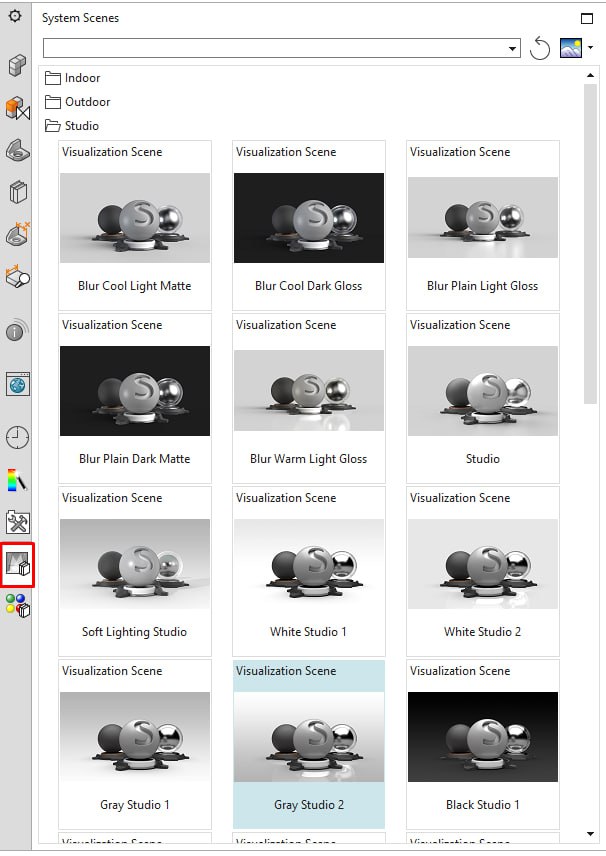 System Scenes
Indoor
Outdoor
Studio
Visualization Scene Visualization Scene Visualization Scene
Blur Cool Light Matte Blur Cool Dark Gloss Blur Plain Light Gloss
Visualization Scene Visualization Scene Visualization Scene
Blur Plain Dark Matte Blur Warm Light Gloss Studio
Visualization Scene Visualization Scene Visualization Scene
Soft Lighting Studio White Studio 1 White Studio 2
Visualization Scene Visualization Scene Visualization Scene
Gray Studio 1 Gray Studio 2 Black Studio 1